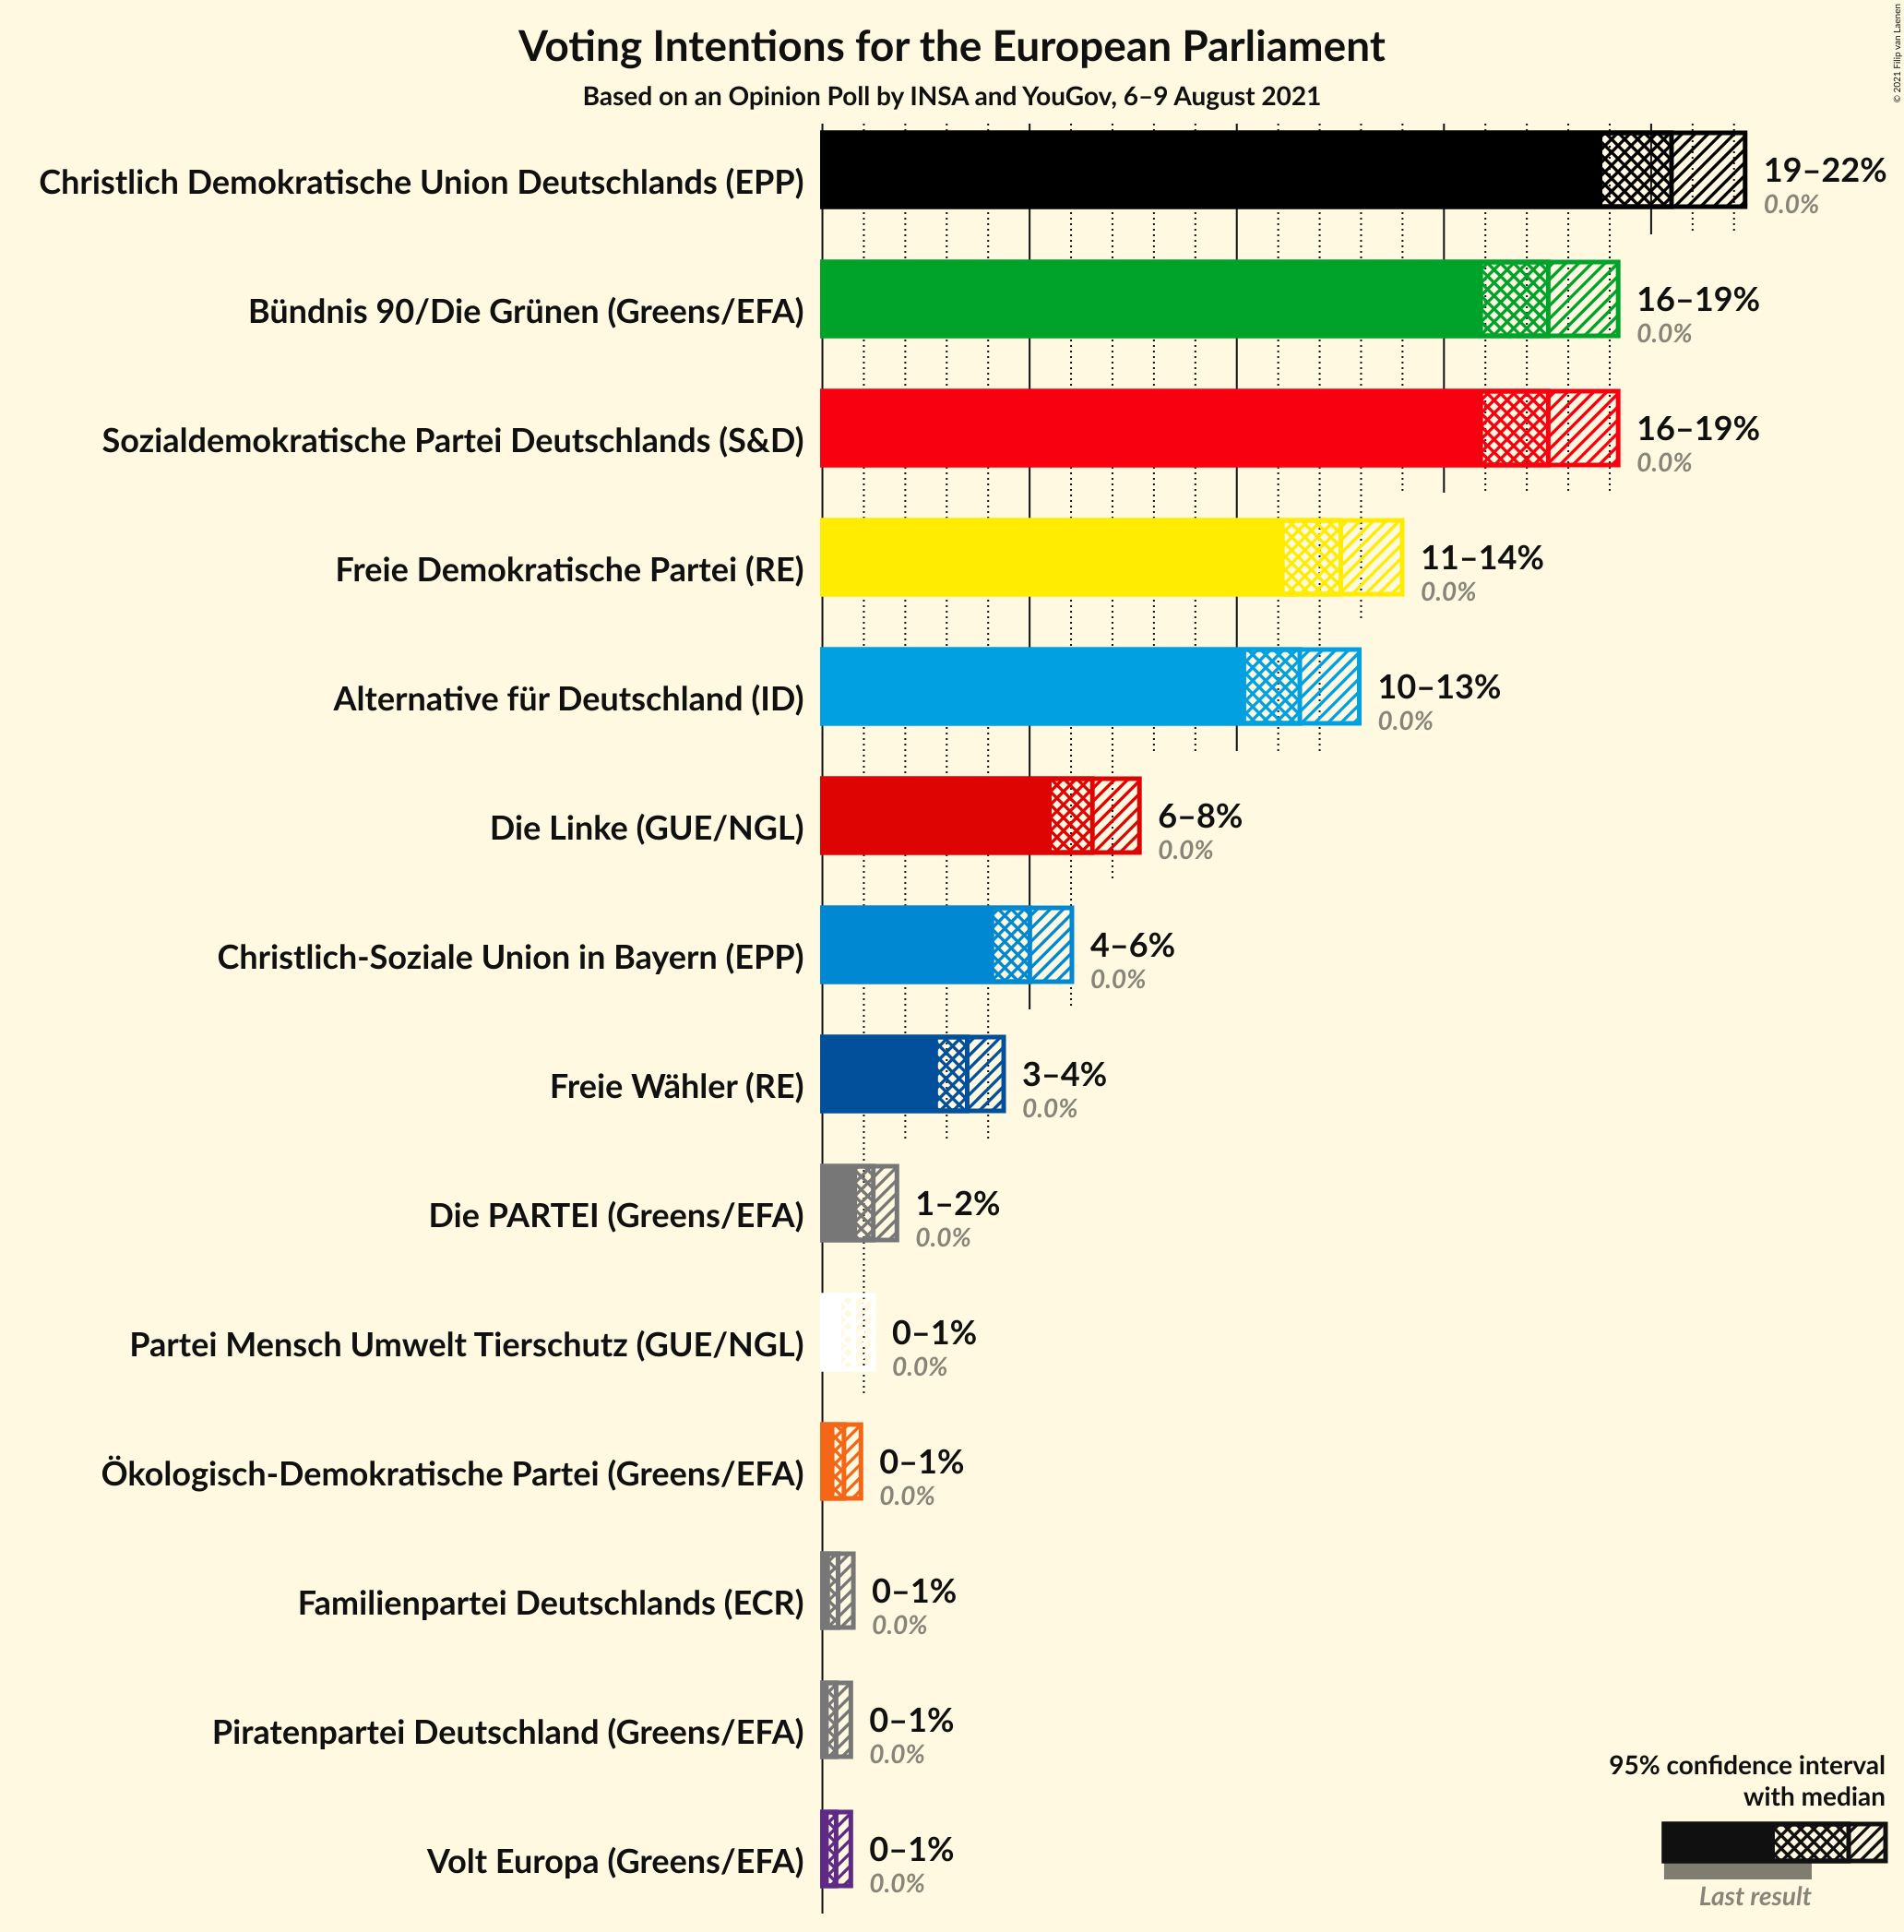 Voting Intentions for the European Parliament
Based on an Opinion Poll by INSA and YouGov, 6–9 August 2021
© 2021 Filip van Laenen
Christlich Demokratische Union Deutschlands (EPP)
19–22%
0.0%
Bündnis 90/Die Grünen (Greens/EFA)
16–19%
0.0%
Sozialdemokratische Partei Deutschlands (S&D)
16–19%
0.0%
Freie Demokratische Partei (RE)
11–14%
0.0%
Alternative für Deutschland (ID)
10–13%
0.0%
Die Linke (GUE/NGL)
6–8%
0.0%
Christlich-Soziale Union in Bayern (EPP)
4–6%
0.0%
Freie Wähler (RE)
3–4%
0.0%
Die PARTEI (Greens/EFA)
1–2%
0.0%
Partei Mensch Umwelt Tierschutz (GUE/NGL)
0–1%
0.0%
Ökologisch-Demokratische Partei (Greens/EFA)
0–1%
0.0%
Familienpartei Deutschlands (ECR)
0–1%
0.0%
Piratenpartei Deutschland (Greens/EFA)
0–1%
0.0%
Volt Europa (Greens/EFA)
0–1%
0.0%
95% confidence interval
with median
Last result